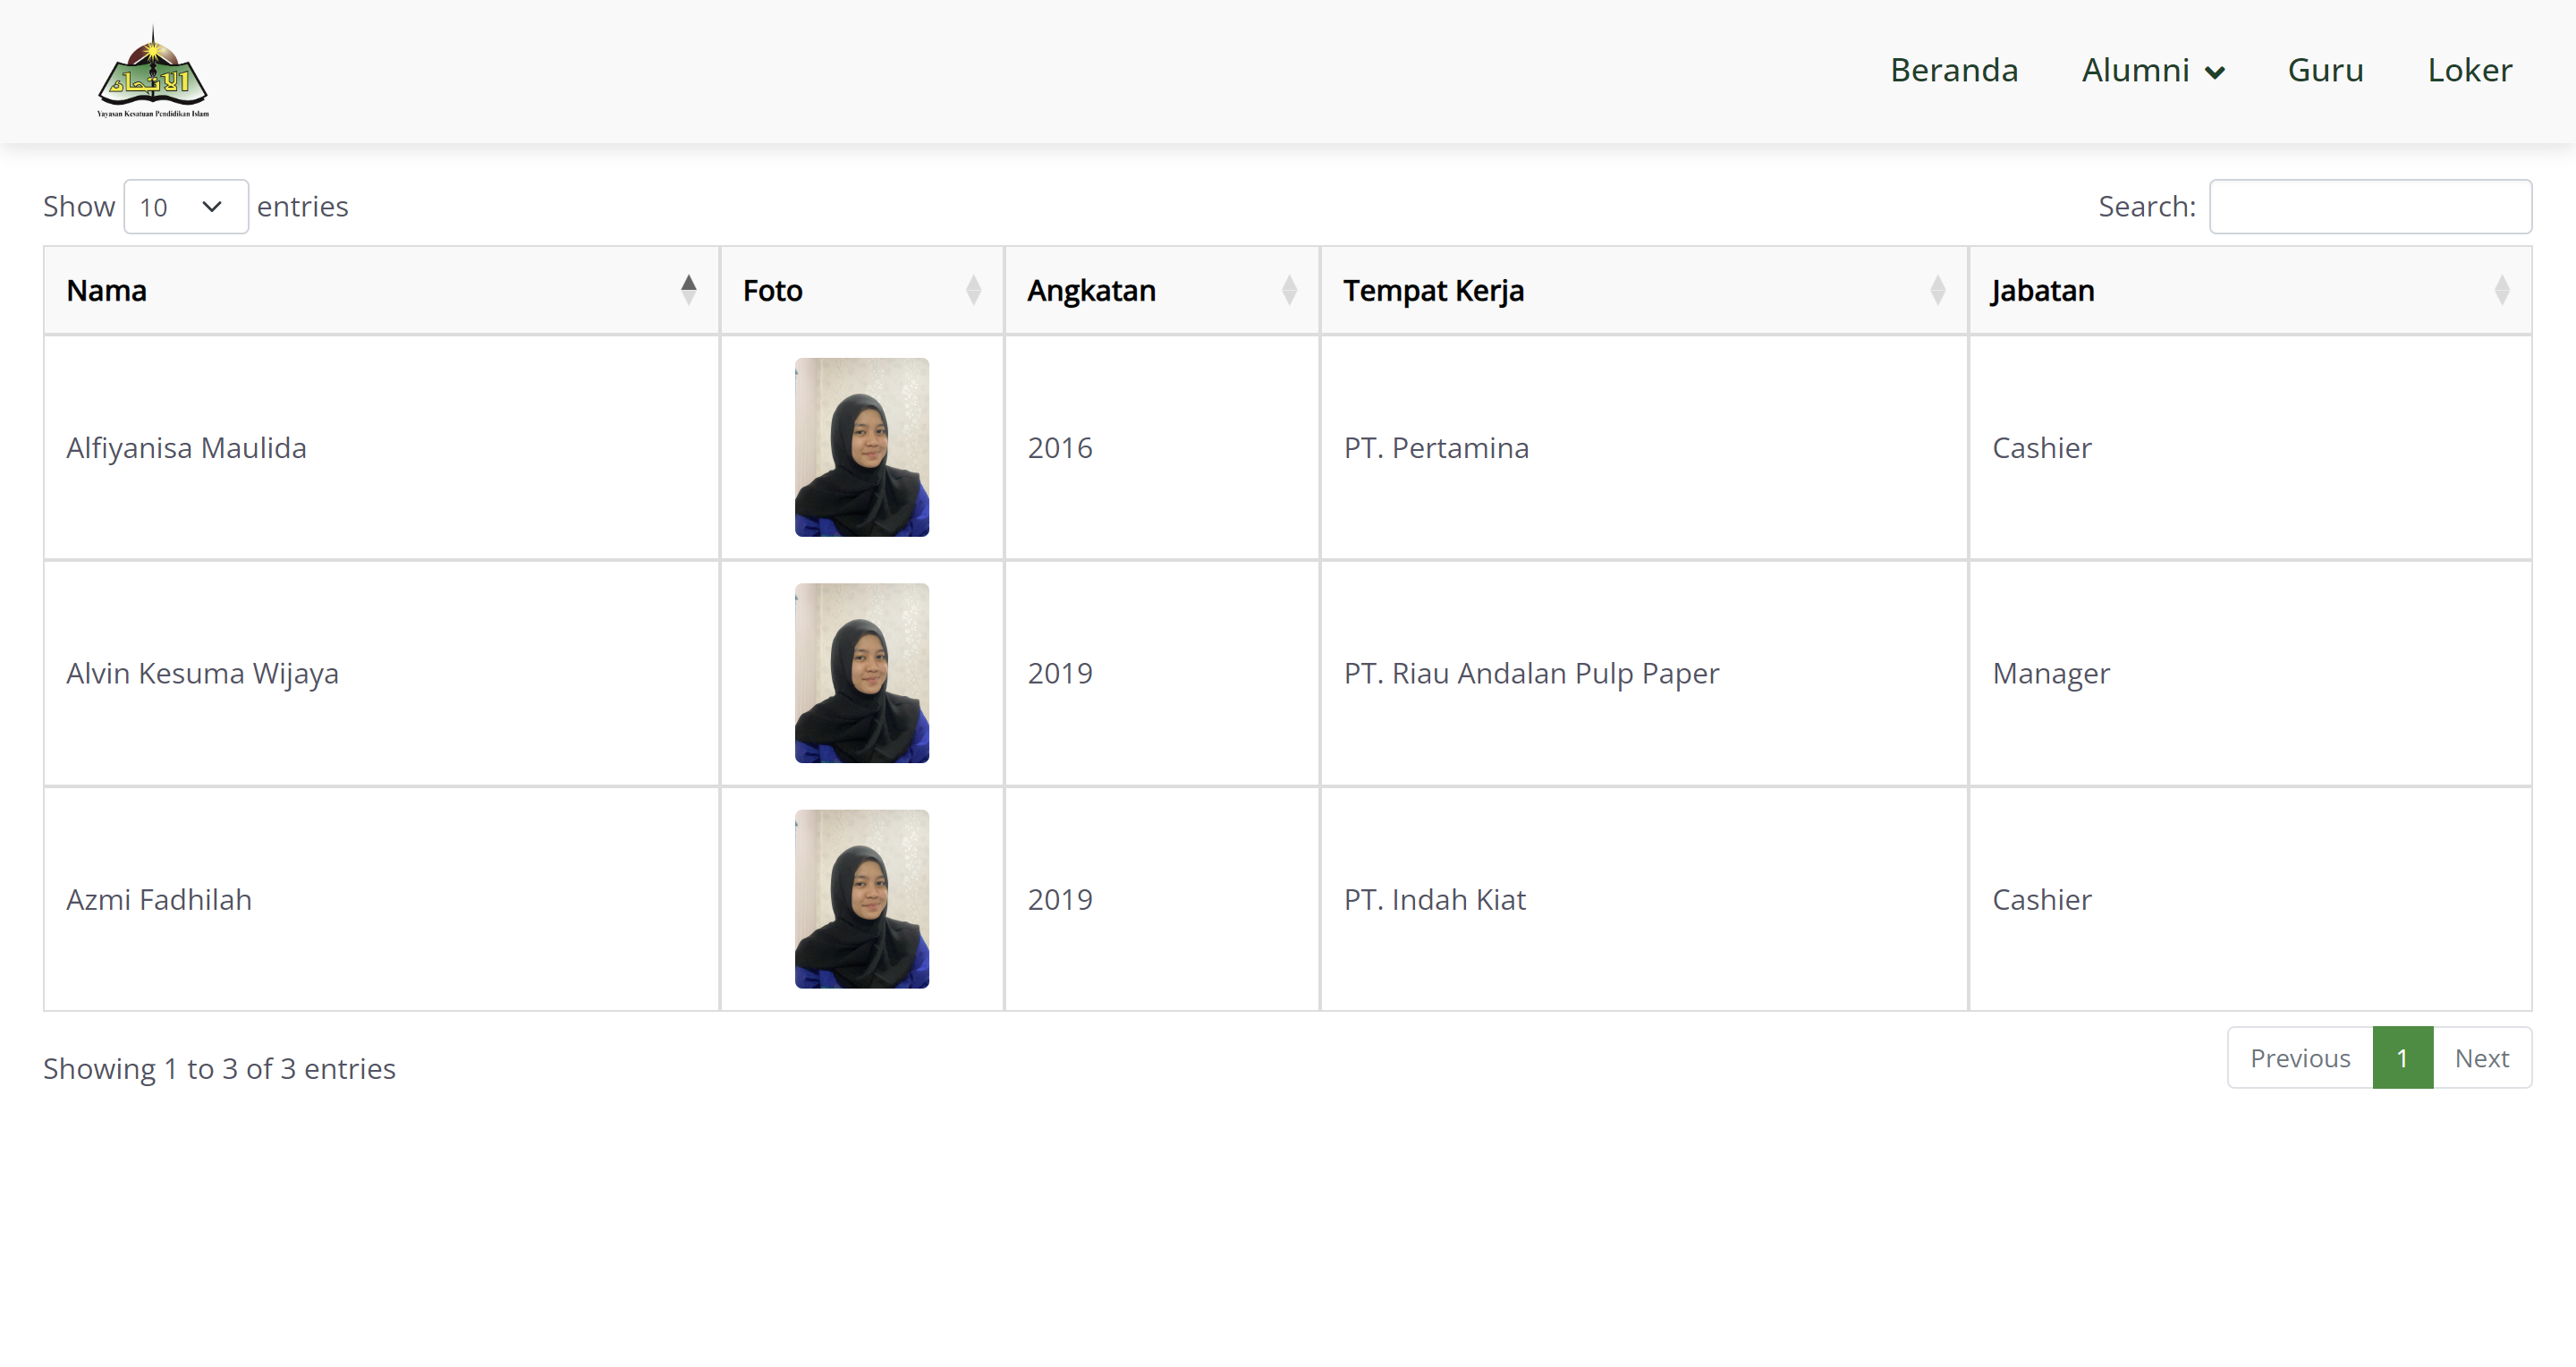 الاتحاد
Yayasan Kesatuan Pendidikan Islam
Beranda Alumni Guru Loker
Show 10 entries Search:
Nama Foto Angkatan Tempat Kerja Jabatan
Alfiyanisa Maulida 2016 PT. Pertamina Cashier
Alvin Kesuma Wijaya 2019 PT. Riau Andalan Pulp Paper Manager
Azmi Fadhilah 2019 PT. Indah Kiat Cashier
Showing 1 to 3 of 3 entries Previous 1 Next